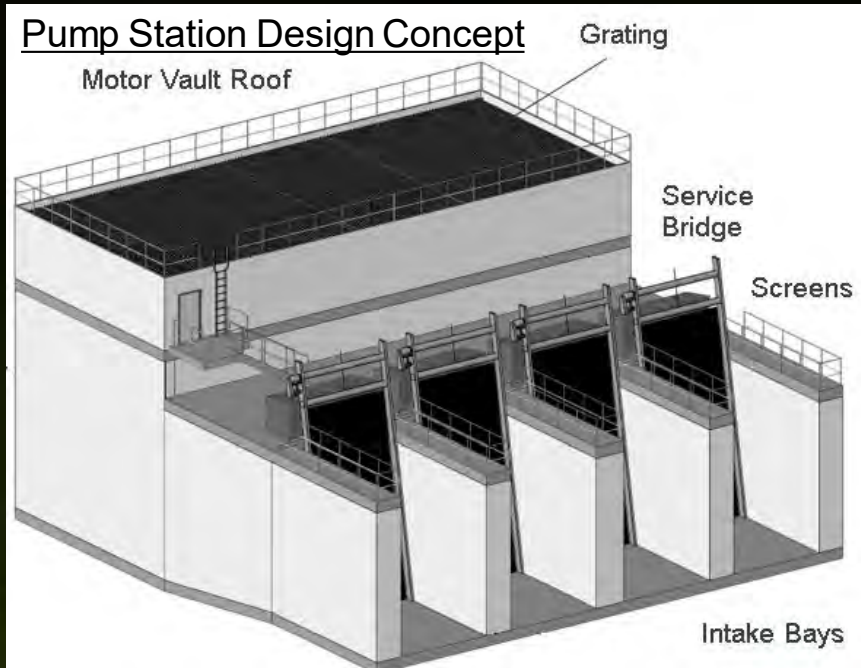 Pump Station Design Concept
Grating
Motor Vault Roof
Service
Bridge
Screens
Intake Bays